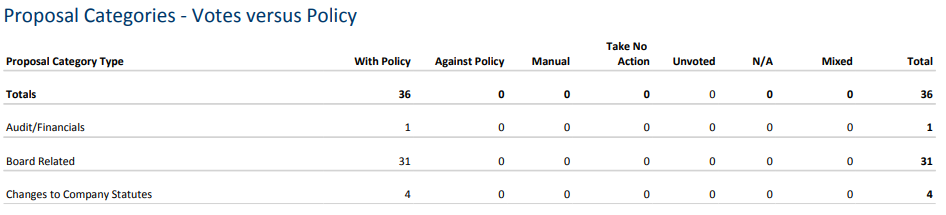 Proposal Categories - Votes versus Policy
Proposal Category Type With Policy Against Policy Manual Take No Action Unvoted N/A Mixed Total
Totals 36 0 0 0 0 0 0 36
Audit/Financials 1 0 0 0 0 0 0 1
Board Related 31 0 0 0 0 0 0 31
Changes to Company Statutes 4 0 0 0 0 0 0 4